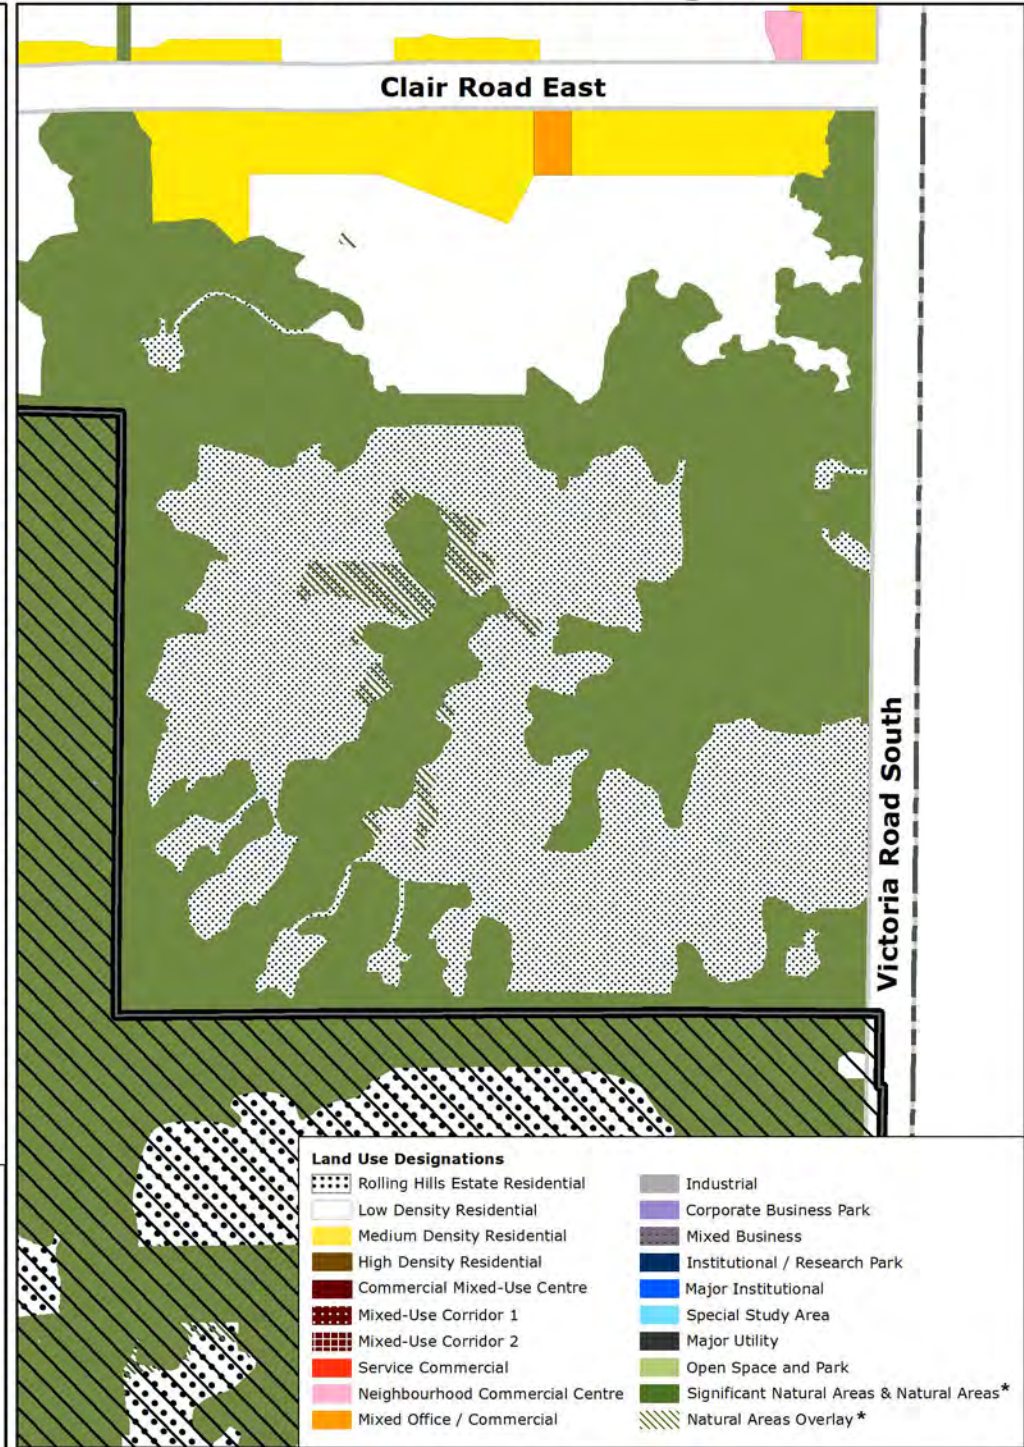 Clair Road East
Victoria Road South
Land Use Designations
Rolling Hills Estate Residential
Low Density Residential
Medium Density Residential
High Density Residential
Commercial Mixed-Use Centre
Mixed-Use Corridor 1
Mixed-Use Corridor 2
Service Commercial
Neighbourhood Commercial Centre
Mixed Office / Commercial
Industrial
Corporate Business Park
Mixed Business
Institutional / Research Park
Major Institutional
Special Study Area
Major Utility
Open Space and Park
Significant Natural Areas & Natural Areas*
Natural Areas Overlay*